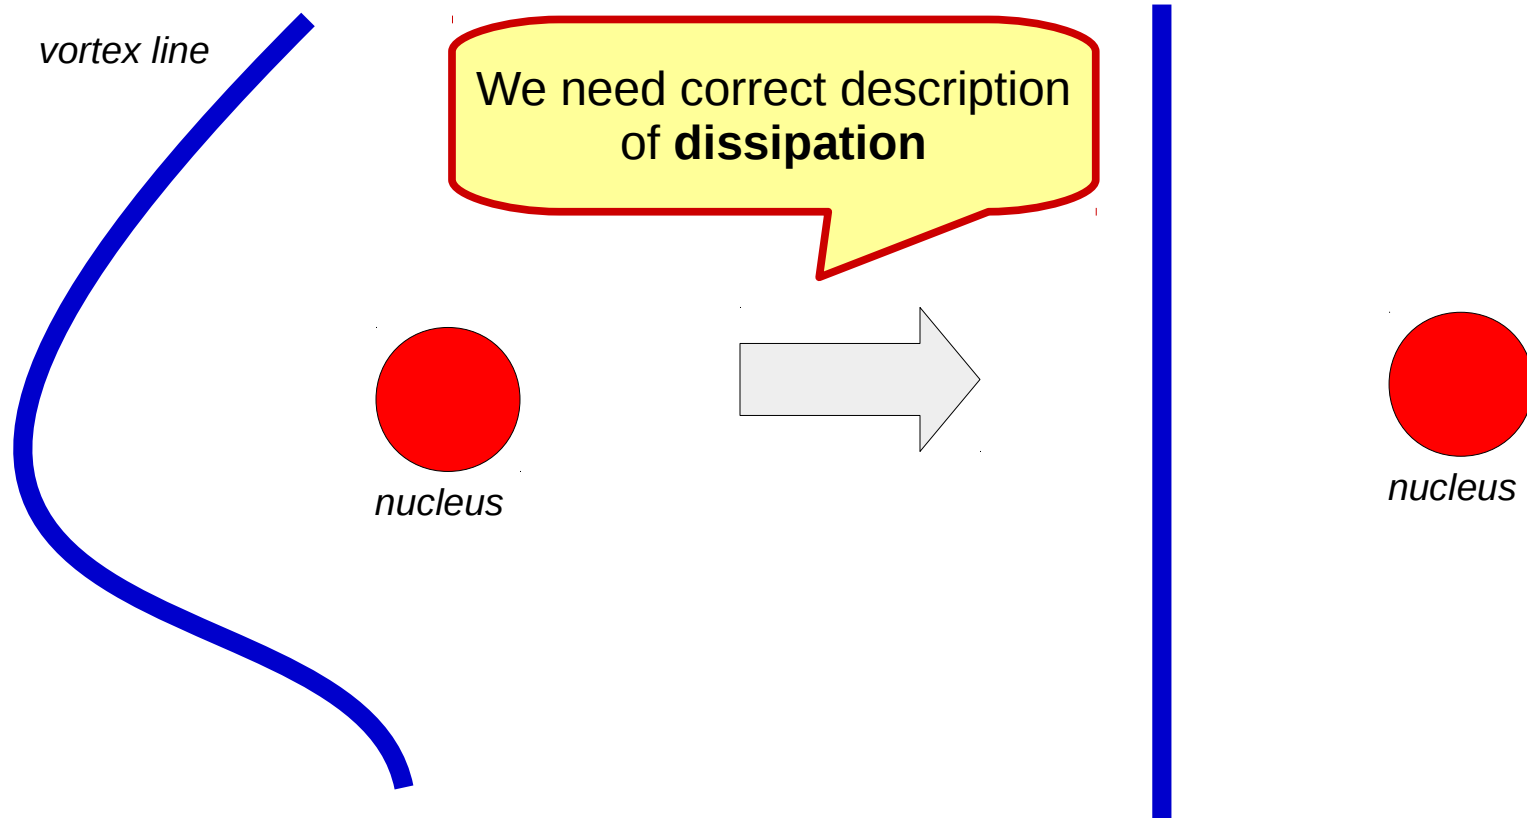 vortex line
We need correct description
of dissipation
nucleus
nucleus